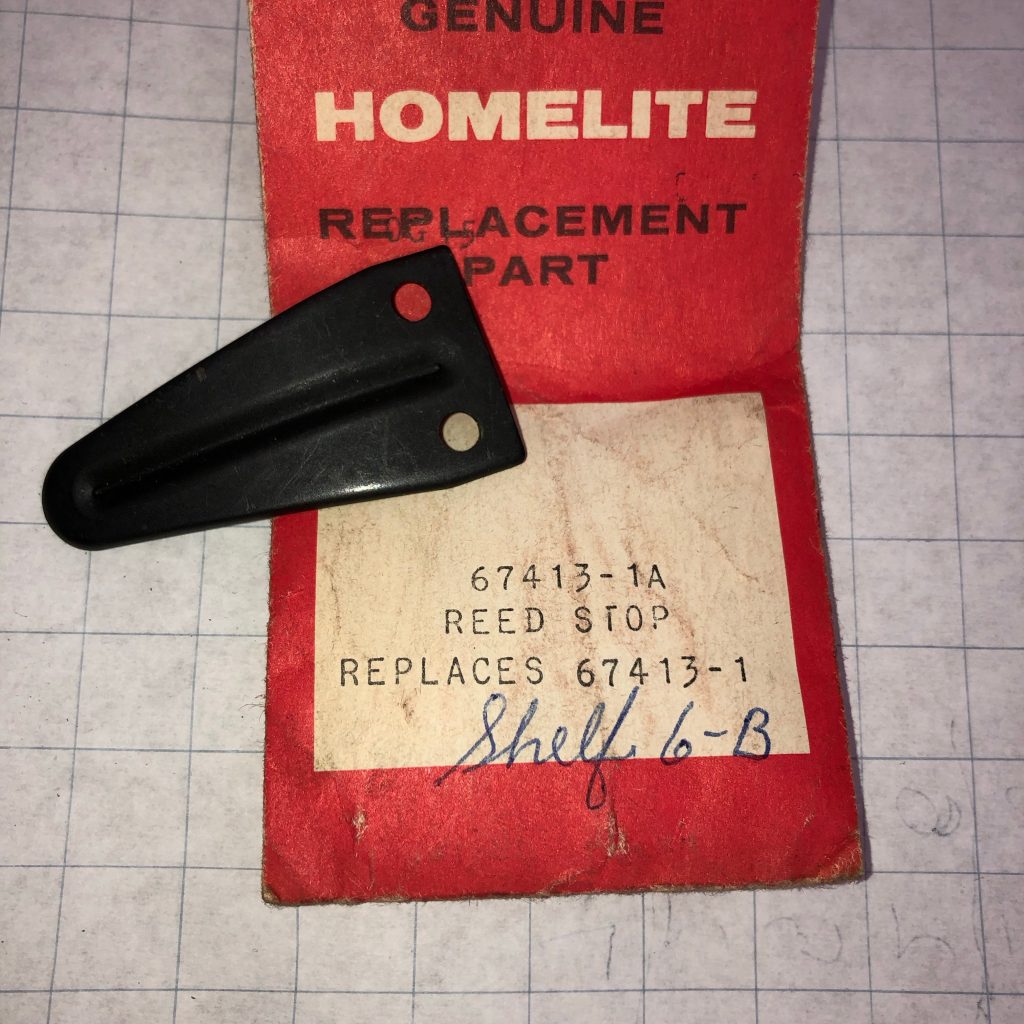 GENUINE
HOMELITE
REPLACEMENT
PART
67413-1A
REED STOP
REPLACES 67413-1
Shelf 6-B